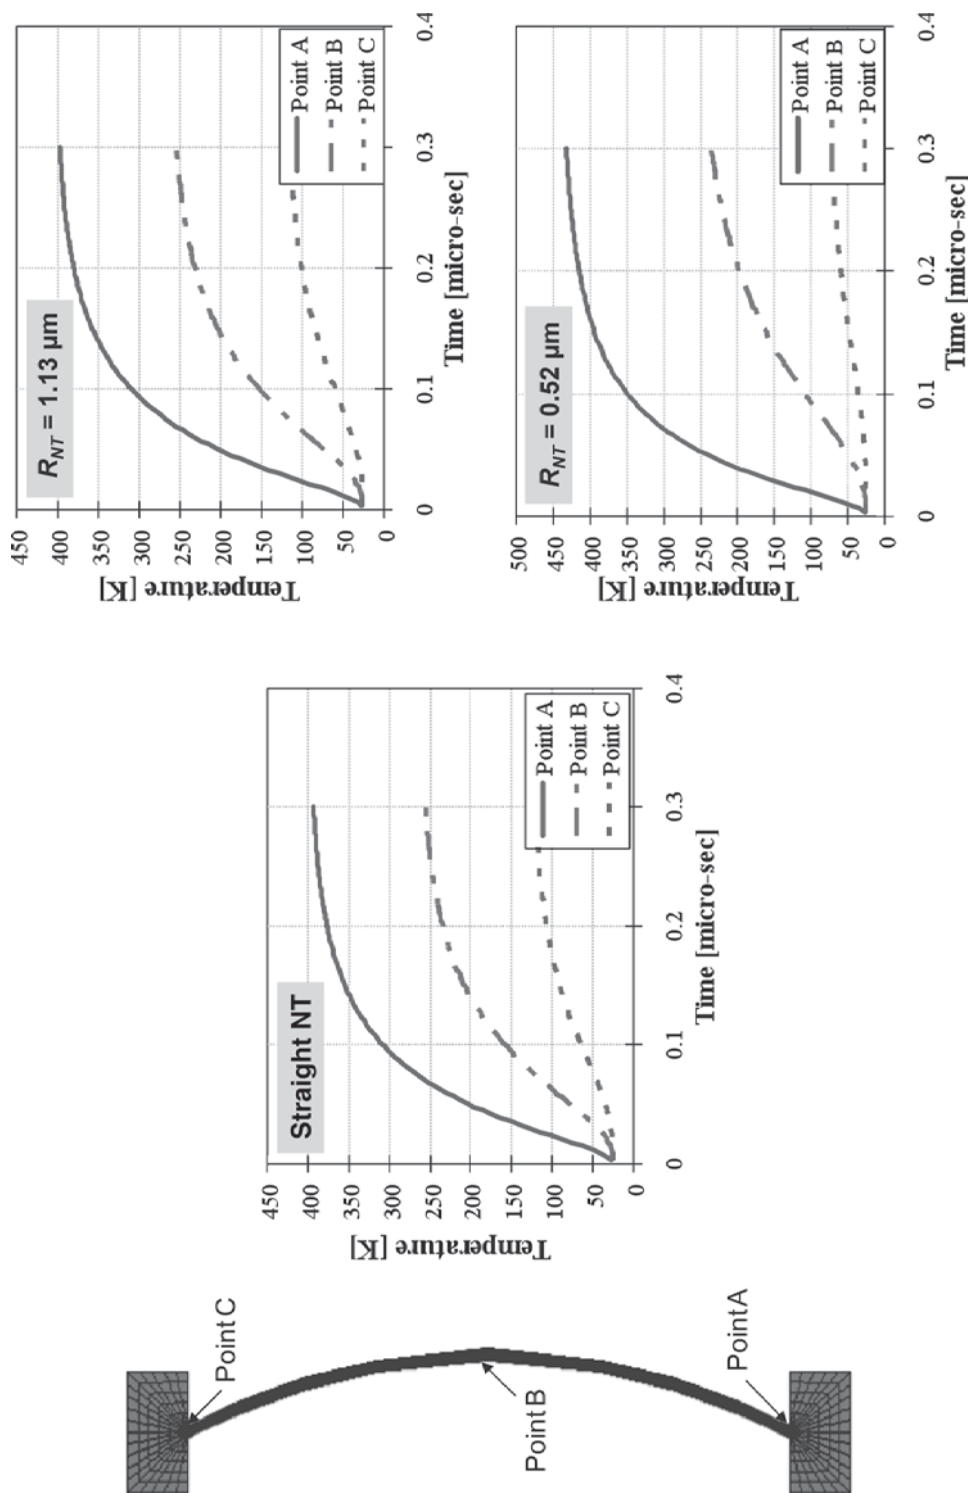 Point C
Point B
Point A
Straight NT
Temperature [K]
450
400
350
300
250
200
150
100
50
0
0
0.1
0.2
0.3
0.4
Time [micro-sec]
Point A
Point B
Point C
R_NT = 1.13 µm
Temperature [K]
450
400
350
300
250
200
150
100
50
0
0
0.1
0.2
0.3
0.4
Time [micro-sec]
Point A
Point B
Point C
R_NT = 0.52 µm
Temperature [K]
500
450
400
350
300
250
200
150
100
50
0
0
0.1
0.2
0.3
0.4
Time [micro-sec]
Point A
Point B
Point C